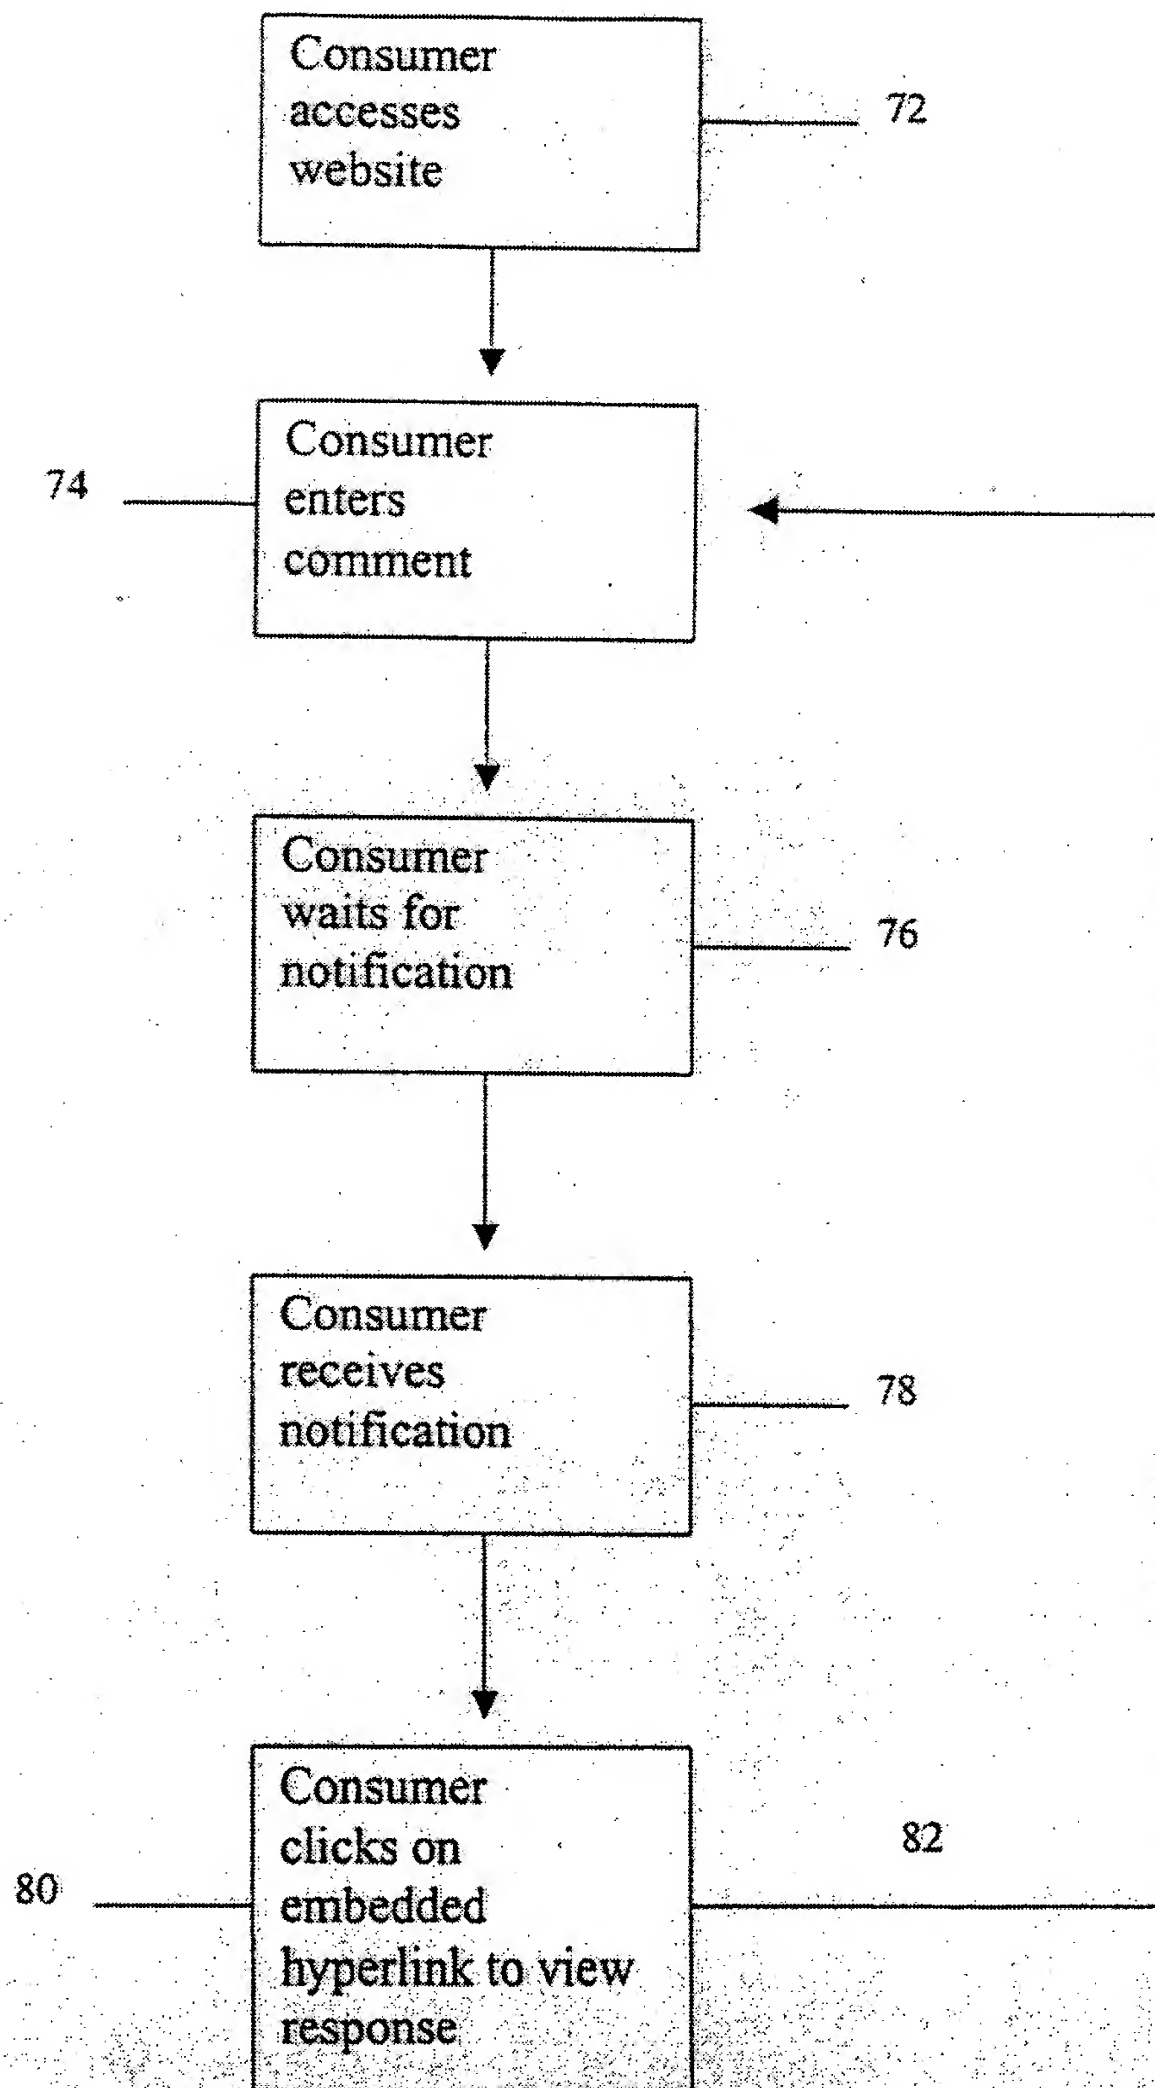 Consumer
accesses
website
72
Consumer
enters
comment
74
Consumer
waits for
notification
76
Consumer
receives
notification
78
Consumer
clicks on
embedded
hyperlink to view
response
80
82